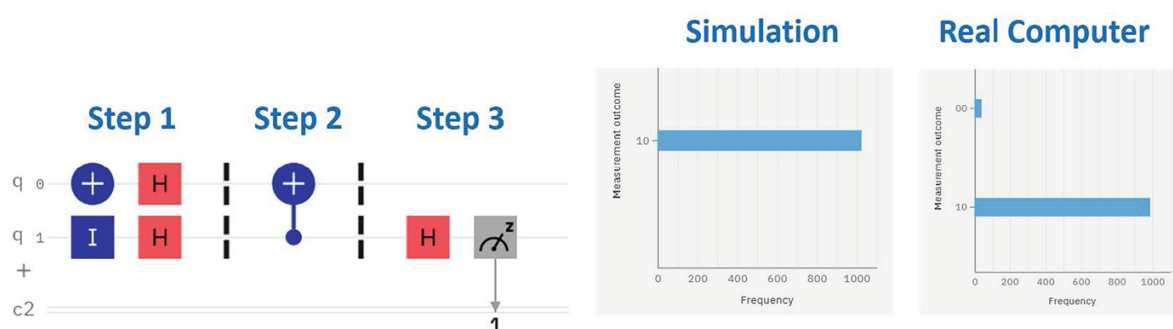 Step 1
Step 2
Step 3
q 0
H
q 1
I
H
H
z
+
c2
1
Simulation
Measurement outcome
10
0 200 400 600 800 1000
Frequency
Real Computer
Measurement outcome
00
10
0 200 400 600 800 1000
Frequency